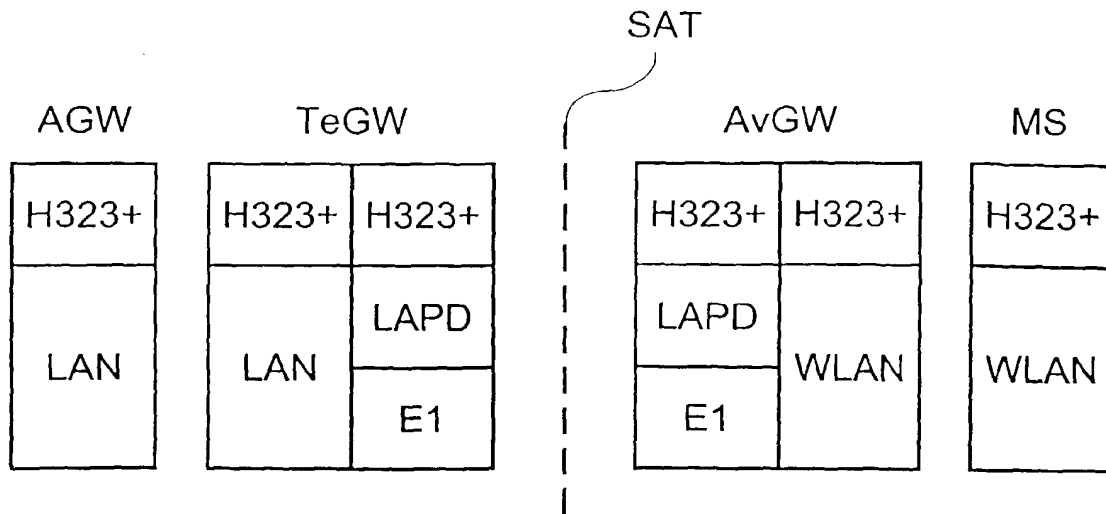 SAT
AGW
TeGW
AvGW
MS
H323+
H323+
H323+
H323+
H323+
H323+
LAN
LAN
LAPD
E1
LAPD
E1
WLAN
WLAN